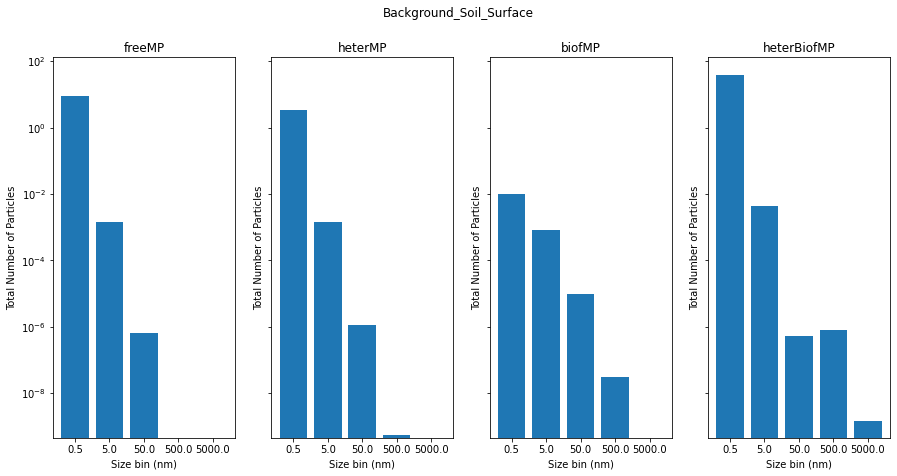 Background_Soil_Surface
freeMP
heterMP
biofMP
heterBiofMP
Total Number of Particles
10^2
10^0
10^-2
10^-4
10^-6
10^-8
0.5 5.0 50.0 500.0 5000.0
Size bin (nm)
Total Number of Particles
0.5 5.0 50.0 500.0 5000.0
Size bin (nm)
Total Number of Particles
0.5 5.0 50.0 500.0 5000.0
Size bin (nm)
Total Number of Particles
0.5 5.0 50.0 500.0 5000.0
Size bin (nm)